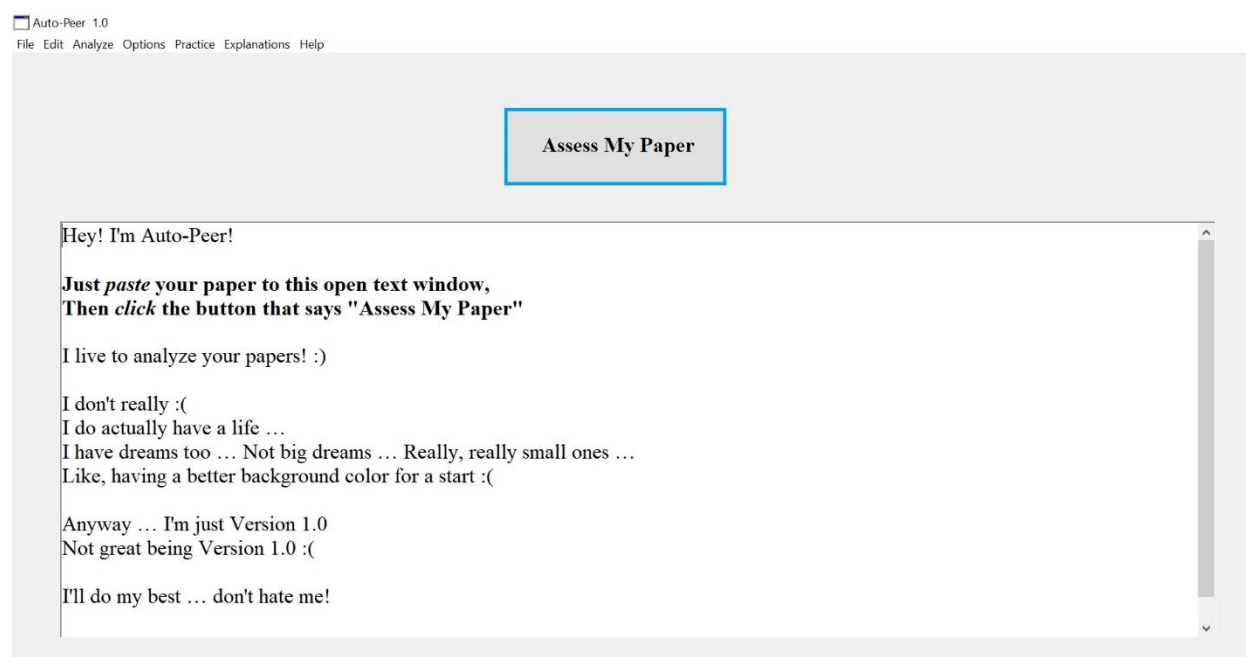 Auto-Peer 1.0
File Edit Analyze Options Practice Explanations Help
Assess My Paper
Hey! I'm Auto-Peer!
Just paste your paper to this open text window,
Then click the button that says "Assess My Paper"
I live to analyze your papers! :)
I don't really :(
I do actually have a life …
I have dreams too … Not big dreams … Really, really small ones …
Like, having a better background color for a start :(
Anyway … I'm just Version 1.0
Not great being Version 1.0 :(
I'll do my best … don't hate me!